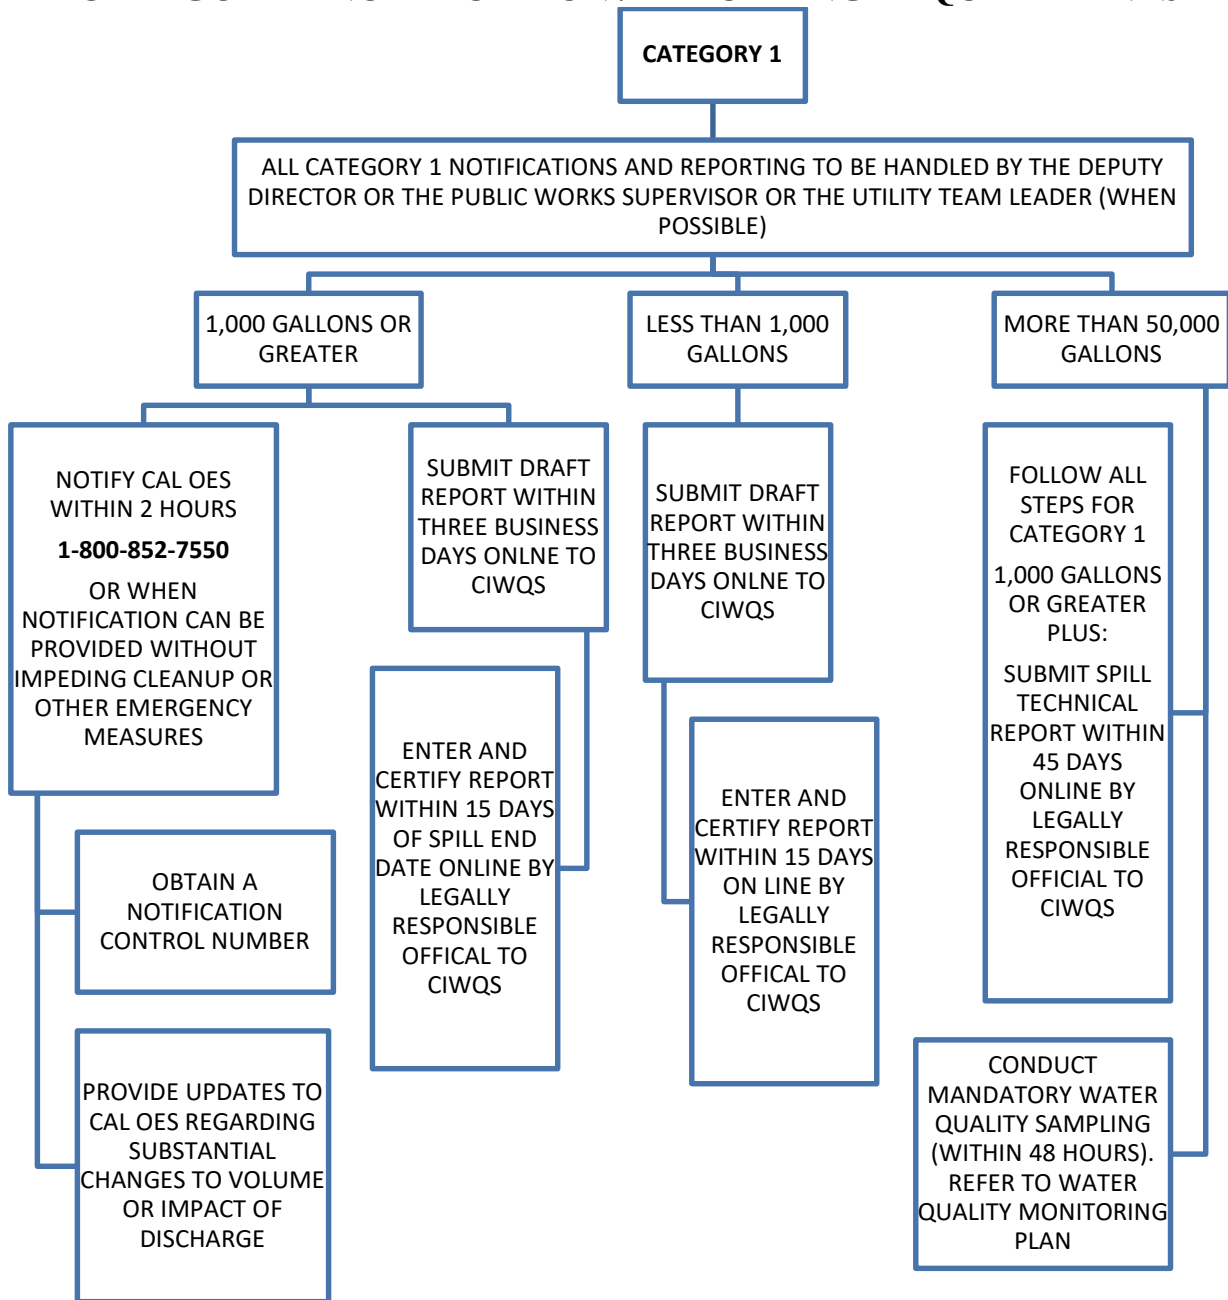 CATEGORY 1
ALL CATEGORY 1 NOTIFICATIONS AND REPORTING TO BE HANDLED BY THE DEPUTY
DIRECTOR OR THE PUBLIC WORKS SUPERVISOR OR THE UTILITY TEAM LEADER (WHEN
POSSIBLE)
1,000 GALLONS OR
GREATER
NOTIFY CAL OES
WITHIN 2 HOURS
1-800-852-7550
OR WHEN
NOTIFICATION CAN BE
PROVIDED WITHOUT
IMPEDING CLEANUP OR
OTHER EMERGENCY
MEASURES
OBTAIN A
NOTIFICATION
CONTROL NUMBER
PROVIDE UPDATES TO
CAL OES REGARDING
SUBSTANTIAL
CHANGES TO VOLUME
OR IMPACT OF
DISCHARGE
SUBMIT DRAFT
REPORT WITHIN
THREE BUSINESS
DAYS ONLNE TO
CIWQS
ENTER AND
CERTIFY REPORT
WITHIN 15 DAYS
OF SPILL END
DATE ONLINE BY
LEGALLY
RESPONSIBLE
OFFICAL TO
CIWQS
LESS THAN 1,000
GALLONS
SUBMIT DRAFT
REPORT WITHIN
THREE BUSINESS
DAYS ONLNE TO
CIWQS
ENTER AND
CERTIFY REPORT
WITHIN 15 DAYS
ON LINE BY
LEGALLY
RESPONSIBLE
OFFICAL TO
CIWQS
MORE THAN 50,000
GALLONS
FOLLOW ALL
STEPS FOR
CATEGORY 1
1,000 GALLONS
OR GREATER
PLUS:
SUBMIT SPILL
TECHNICAL
REPORT WITHIN
45 DAYS
ONLINE BY
LEGALLY
RESPONSIBLE
OFFICIAL TO
CIWQS
CONDUCT
MANDATORY WATER
QUALITY SAMPLING
(WITHIN 48 HOURS).
REFER TO WATER
QUALITY MONITORING
PLAN